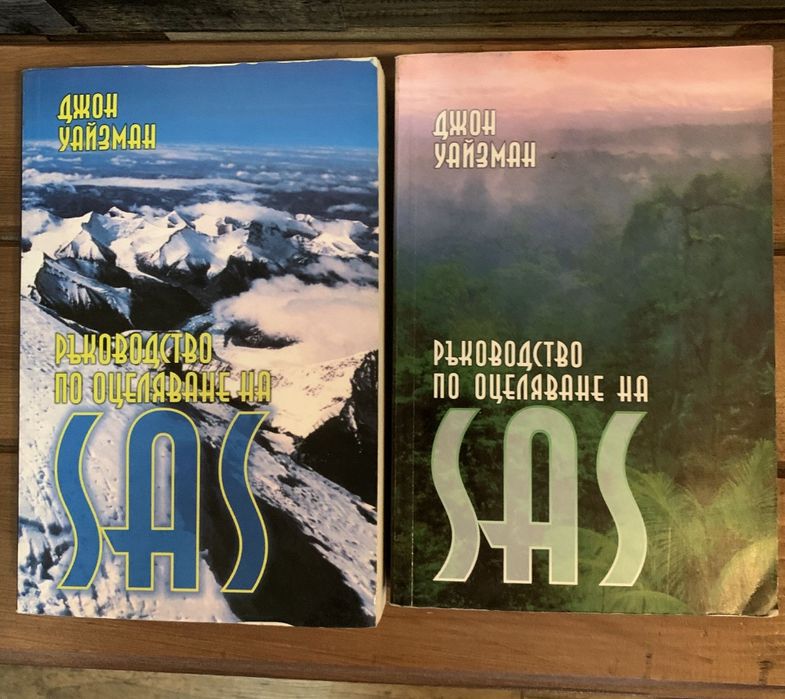 ДЖОН
УАЙЗМАН
РЪКОВОДСТВО
ПО ОЦЕЛЯВАНЕ НА
SAS
ДЖОН
УАЙЗМАН
РЪКОВОДСТВО
ПО ОЦЕЛЯВАНЕ НА
SAS